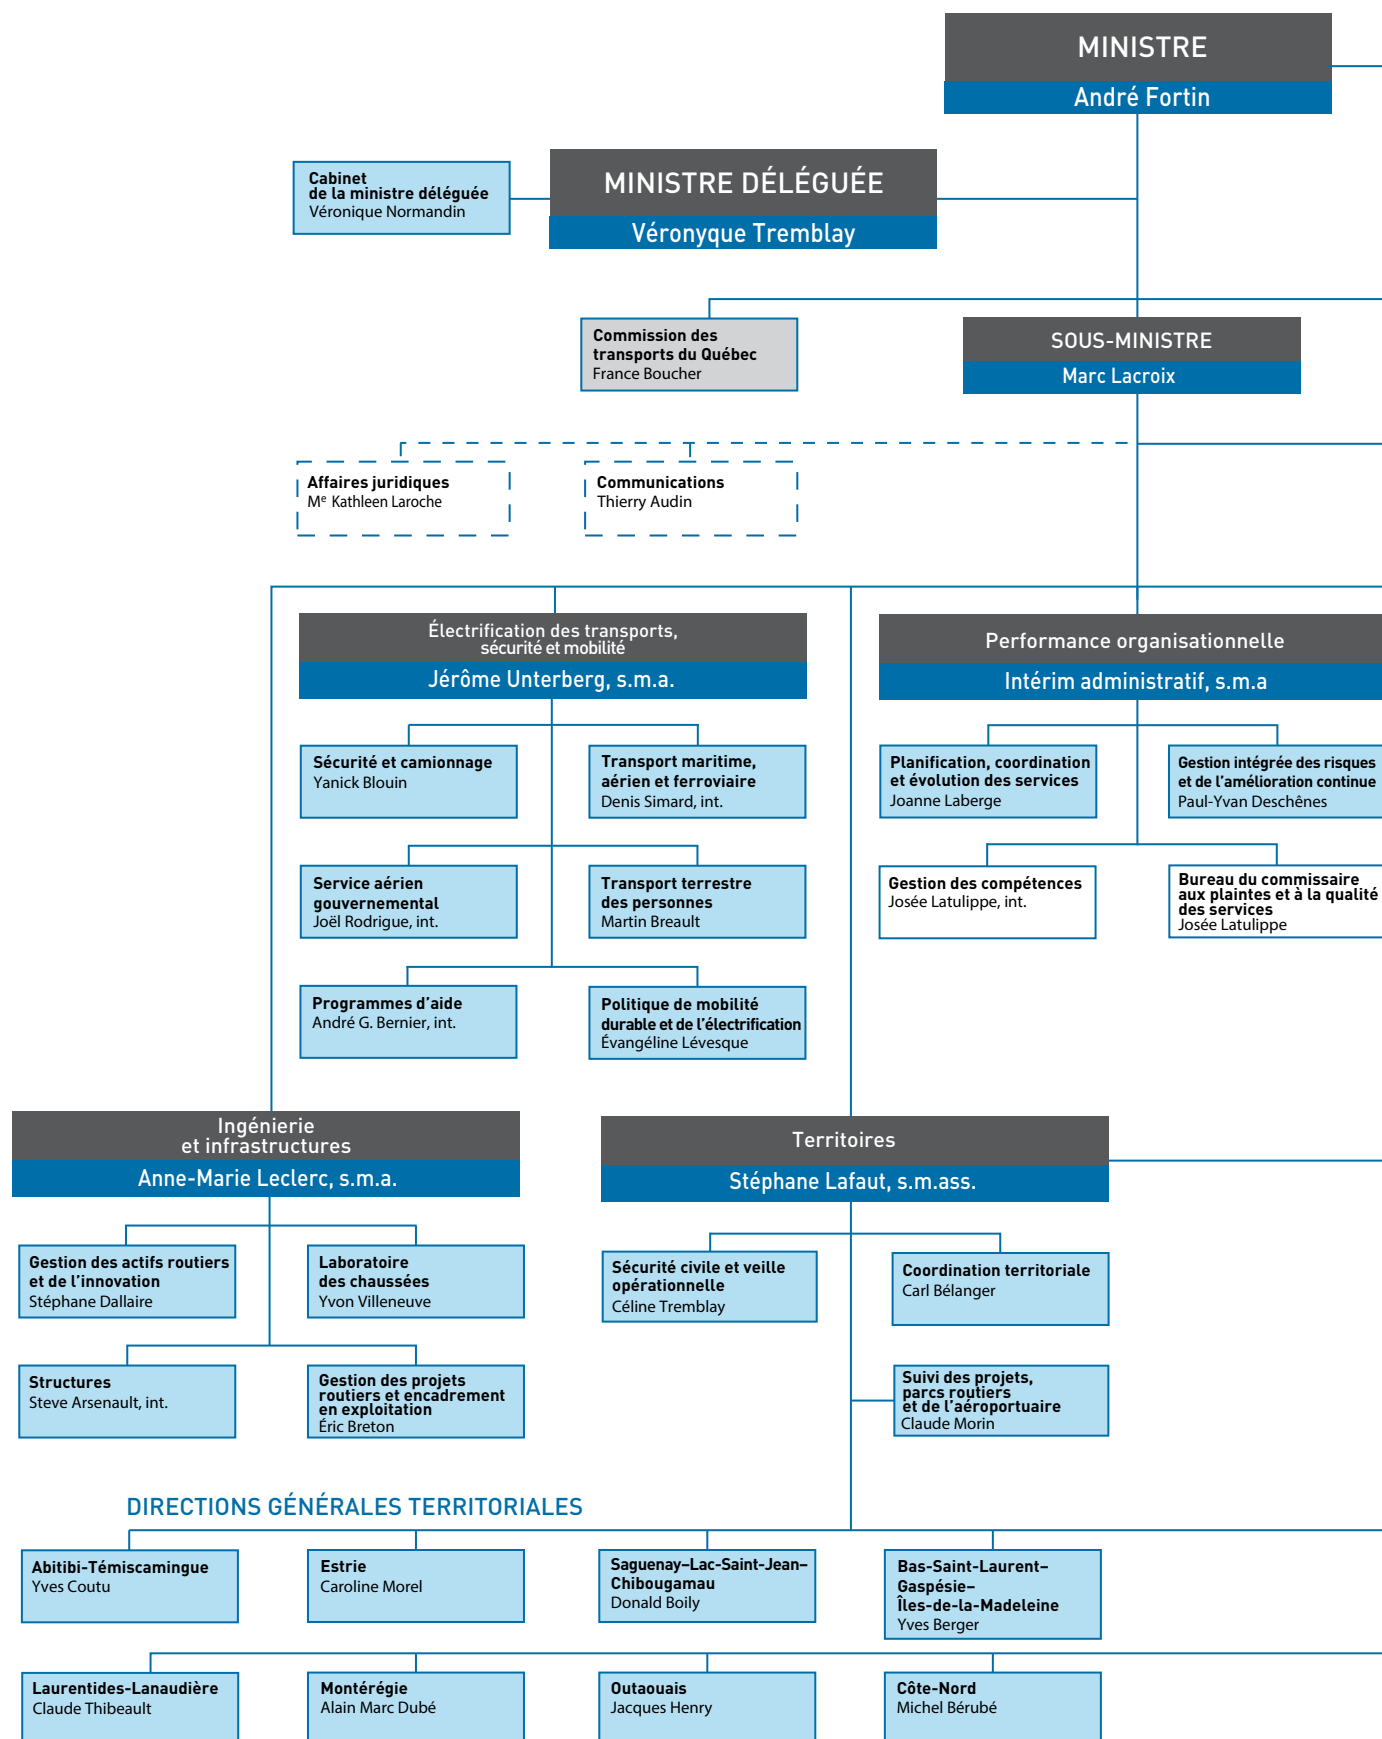 MINISTRE
André Fortin
Cabinet
de la ministre déléguée
Véronique Normandin
MINISTRE DÉLÉGUÉE
Véronyque Tremblay
Commission des
transports du Québec
France Boucher
SOUS-MINISTRE
Marc Lacroix
Affaires juridiques
Me Kathleen Laroche
Communications
Thierry Audin
Électrification des transports,
sécurité et mobilité
Jérôme Unterberg, s.m.a.
Performance organisationnelle
Intérim administratif, s.m.a
Sécurité et camionnage
Yanick Blouin
Transport maritime,
aérien et ferroviaire
Denis Simard, int.
Planification, coordination
et évolution des services
Joanne Laberge
Gestion intégrée des risques
et de l'amélioration continue
Paul-Yvan Deschênes
Service aérien
gouvernemental
Joël Rodrigue, int.
Transport terrestre
des personnes
Martin Breault
Gestion des compétences
Josée Latulippe, int.
Bureau du commissaire
aux plaintes et à la qualité
des services
Josée Latulippe
Programmes d'aide
André G. Bernier, int.
Politique de mobilité
durable et de l'électrification
Évangéline Lévesque
Ingénierie
et infrastructures
Anne-Marie Leclerc, s.m.a.
Territoires
Stéphane Lafaut, s.m.ass.
Gestion des actifs routiers
et de l'innovation
Stéphane Dallaire
Laboratoire
des chaussées
Yvon Villeneuve
Sécurité civile et veille
opérationnelle
Céline Tremblay
Coordination territoriale
Carl Bélanger
Structures
Steve Arsenault, int.
Gestion des projets
routiers et encadrement
en exploitation
Éric Breton
Suivi des projets,
parcs routiers
et de l'aéroportuaire
Claude Morin
DIRECTIONS GÉNÉRALES TERRITORIALES
Abitibi-Témiscamingue
Yves Coutu
Estrie
Caroline Morel
Saguenay–Lac-Saint-Jean–
Chibougamau
Donald Boily
Bas-Saint-Laurent–
Gaspésie–
Îles-de-la-Madeleine
Yves Berger
Laurentides-Lanaudière
Claude Thibeault
Montérégie
Alain Marc Dubé
Outaouais
Jacques Henry
Côte-Nord
Michel Bérubé